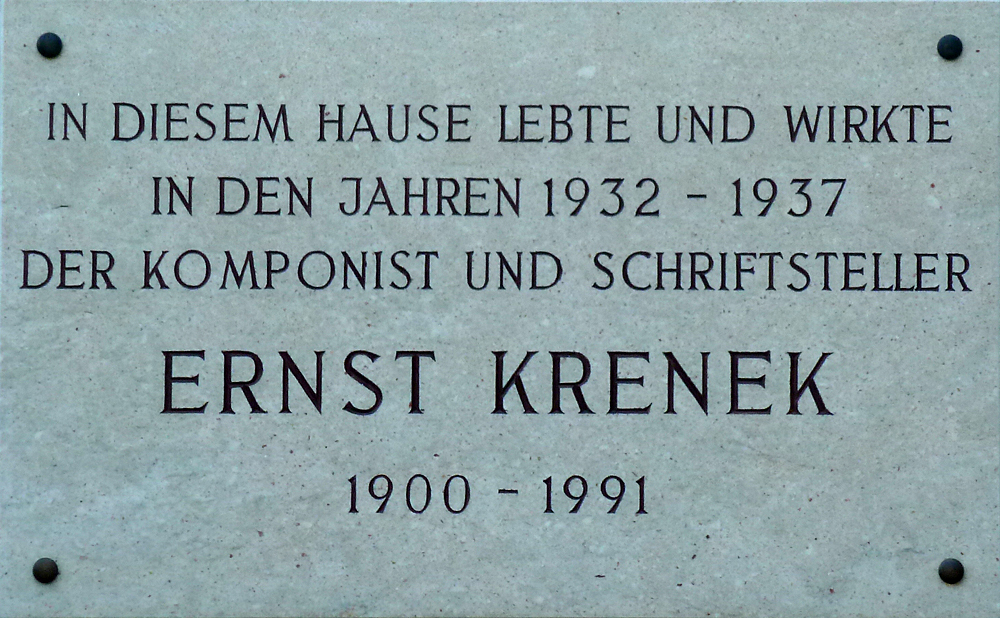 IN DIESEM HAUSE LEBTE UND WIRKTE
IN DEN JAHREN 1932 - 1937
DER KOMPONIST UND SCHRIFTSTELLER
ERNST KRENEK
1900 - 1991